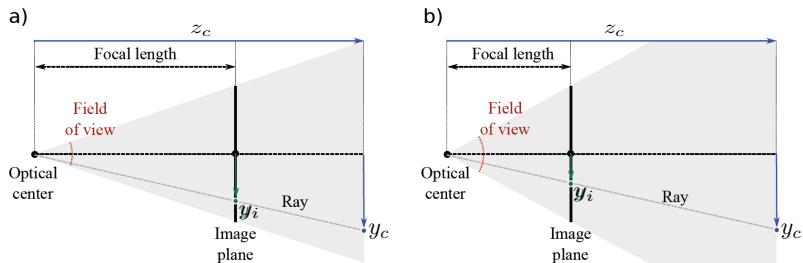 a)
z_c
Focal length
Field
of view
Optical
center
Ray
y_i
y_c
Image
plane
b)
z_c
Focal length
Field
of view
Optical
center
Ray
y_i
y_c
Image
plane